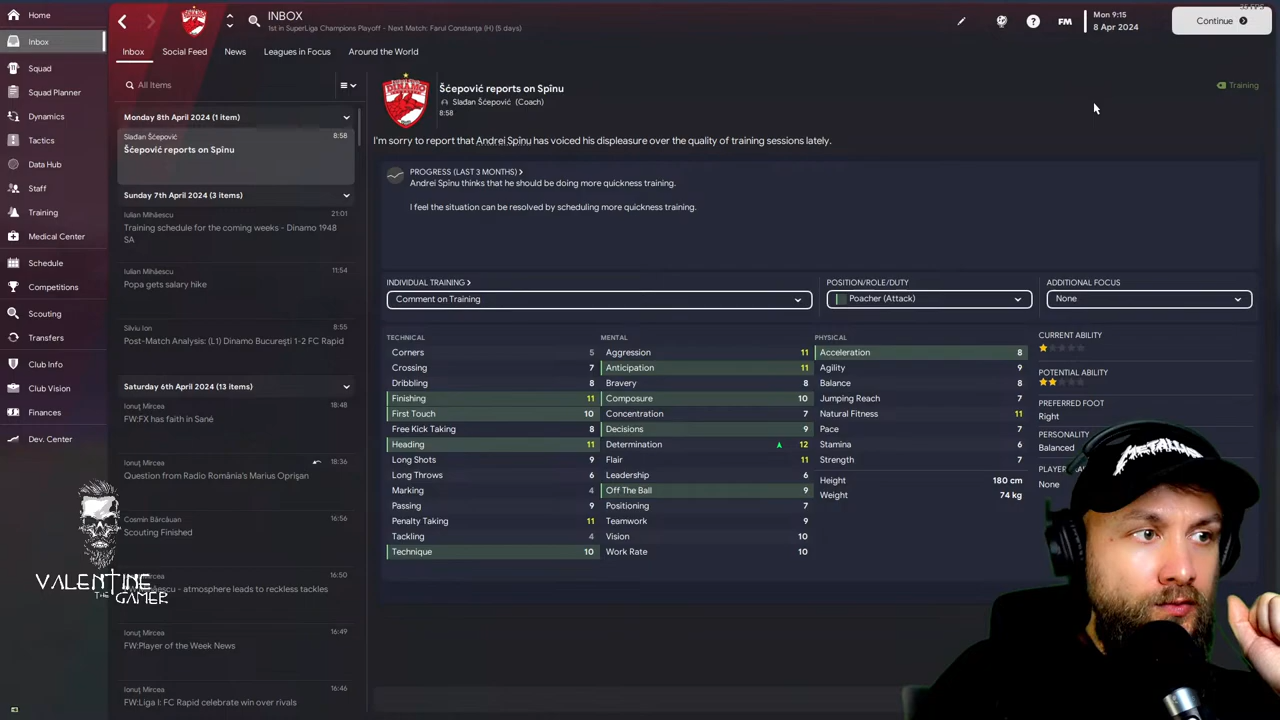 Home
Inbox
Squad
Squad Planner
Dynamics
Tactics
Data Hub
Staff
Training
Medical Center
Schedule
Competitions
Scouting
Transfers
Club Info
Club Vision
Finances
Dev. Center
INBOX
1st in SuperLiga Champions Playoff - Next Match: Farul Constanța (H) (5 days)
FM
Mon 9:15
8 Apr 2024
Continue
Inbox
Social Feed
News
Leagues in Focus
Around the World
All Items
Monday 8th April 2024 (1 item)
Slađan Šćepović
8:58
Šćepović reports on Spînu
Sunday 7th April 2024 (3 items)
Iulian Mihăescu
21:01
Training schedule for the coming weeks - Dinamo 1948
SA
Iulian Mihăescu
11:54
Popa gets salary hike
Silviu Ion
8:55
Post-Match Analysis: (L1) Dinamo București 1-2 FC Rapid
Saturday 6th April 2024 (13 items)
Ionuț Mircea
18:48
FW:FX has faith in Sané
Ionuț Mircea
18:36
Question from Radio România's Marius Oprișan
Cosmin Bărcăuan
16:56
Scouting Finished
Mircea
16:50
escu - atmosphere leads to reckless tackles
Ionuț Mircea
16:49
FW:Player of the Week News
Ionuț Mircea
16:46
FW:Liga I: FC Rapid celebrate win over rivals
VALENTINE
THE
GAMER
DINAMO
Šćepović reports on Spînu
Slađan Šćepović (Coach)
8:58
Training
I'm sorry to report that Andrei Spînu has voiced his displeasure over the quality of training sessions lately.
PROGRESS (LAST 3 MONTHS)
Andrei Spînu thinks that he should be doing more quickness training.
I feel the situation can be resolved by scheduling more quickness training.
INDIVIDUAL TRAINING
Comment on Training
POSITION/ROLE/DUTY
Poacher (Attack)
ADDITIONAL FOCUS
None
TECHNICAL
Corners 5
Crossing 7
Dribbling 8
Finishing 11
First Touch 10
Free Kick Taking 8
Heading 11
Long Shots 9
Long Throws 6
Marking 4
Passing 9
Penalty Taking 11
Tackling 4
Technique 10
MENTAL
Aggression 11
Anticipation 11
Bravery 8
Composure 10
Concentration 7
Decisions 9
Determination 12
Flair 11
Leadership 6
Off The Ball 9
Positioning 7
Teamwork 9
Vision 10
Work Rate 10
PHYSICAL
Acceleration 8
Agility 9
Balance 8
Jumping Reach 7
Natural Fitness 11
Pace 7
Stamina 6
Strength 7
Height 180 cm
Weight 74 kg
CURRENT ABILITY
POTENTIAL ABILITY
PREFERRED FOOT
Right
PERSONALITY
Balanced
PLAYER
None
METALLICA